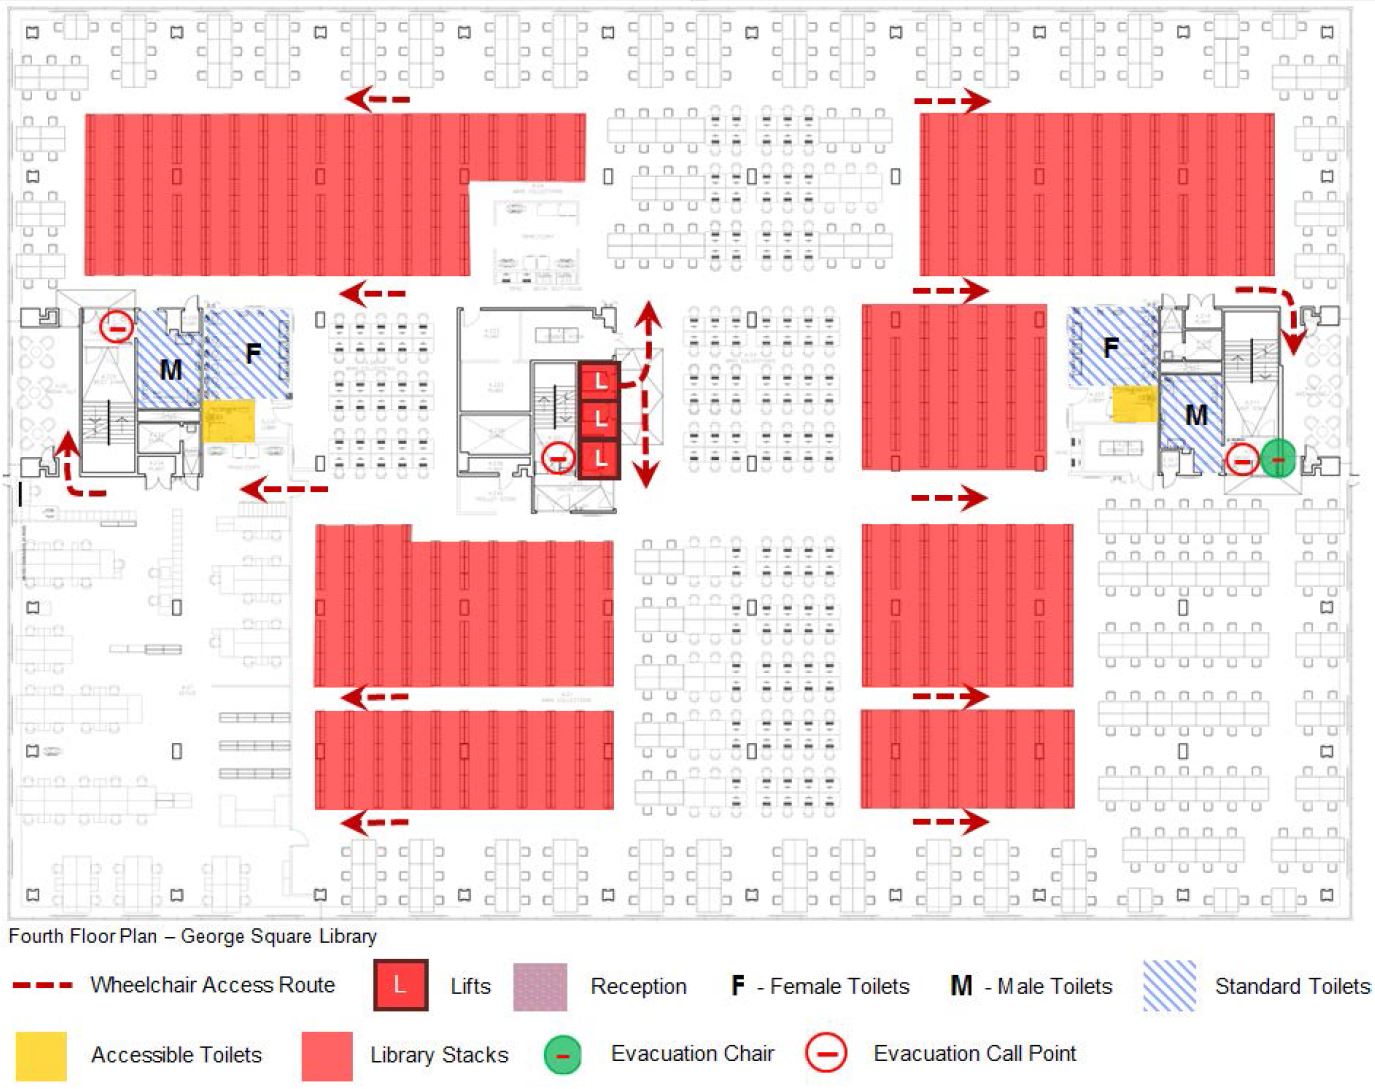 F
M
L
L
L
F
M
Fourth Floor Plan – George Square Library
Wheelchair Access Route
L Lifts
Reception
F - Female Toilets
M - Male Toilets
Standard Toilets
Accessible Toilets
Library Stacks
Evacuation Chair
Evacuation Call Point